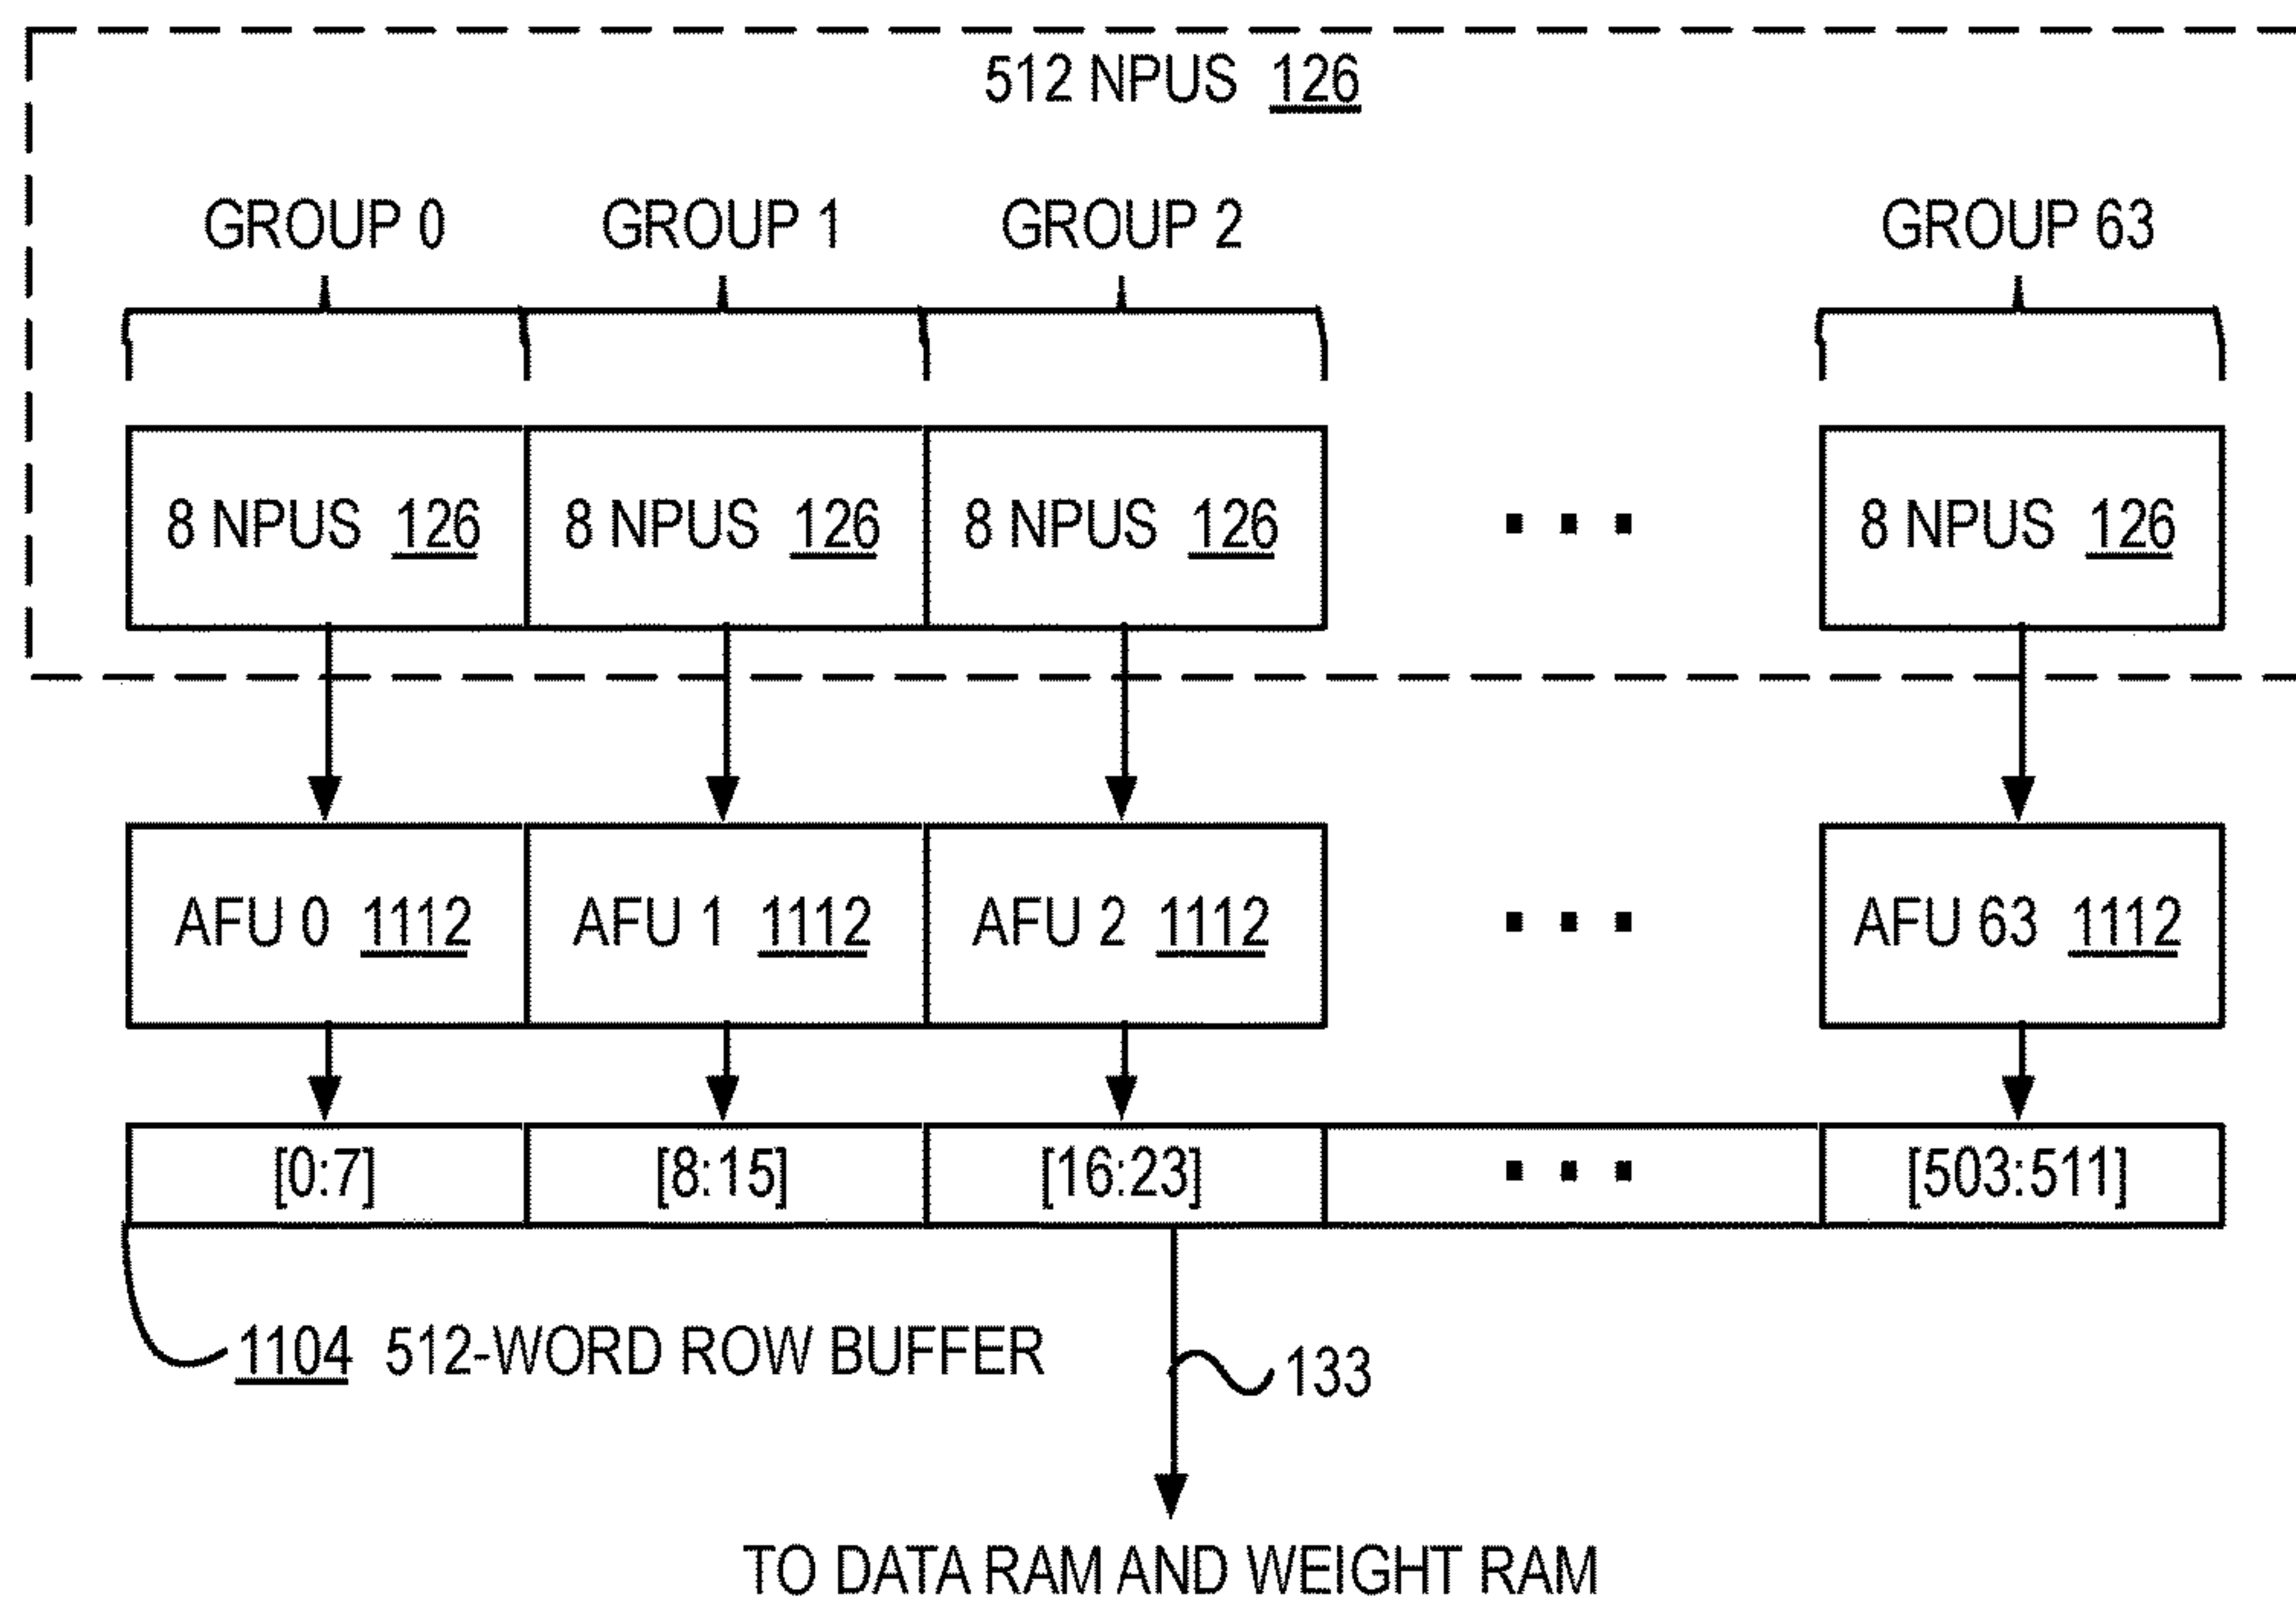 512 NPUS 126
GROUP 0 GROUP 1 GROUP 2 GROUP 63
8 NPUS 126 8 NPUS 126 8 NPUS 126 8 NPUS 126
AFU 0 1112 AFU 1 1112 AFU 2 1112 AFU 63 1112
[0:7] [8:15] [16:23] [503:511]
1104 512-WORD ROW BUFFER
133
TO DATA RAM AND WEIGHT RAM